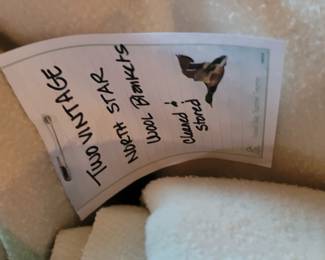 TWO VINTAGE
NORTH STAR
WOOL BLANKETS
Cleaned &
Stored!